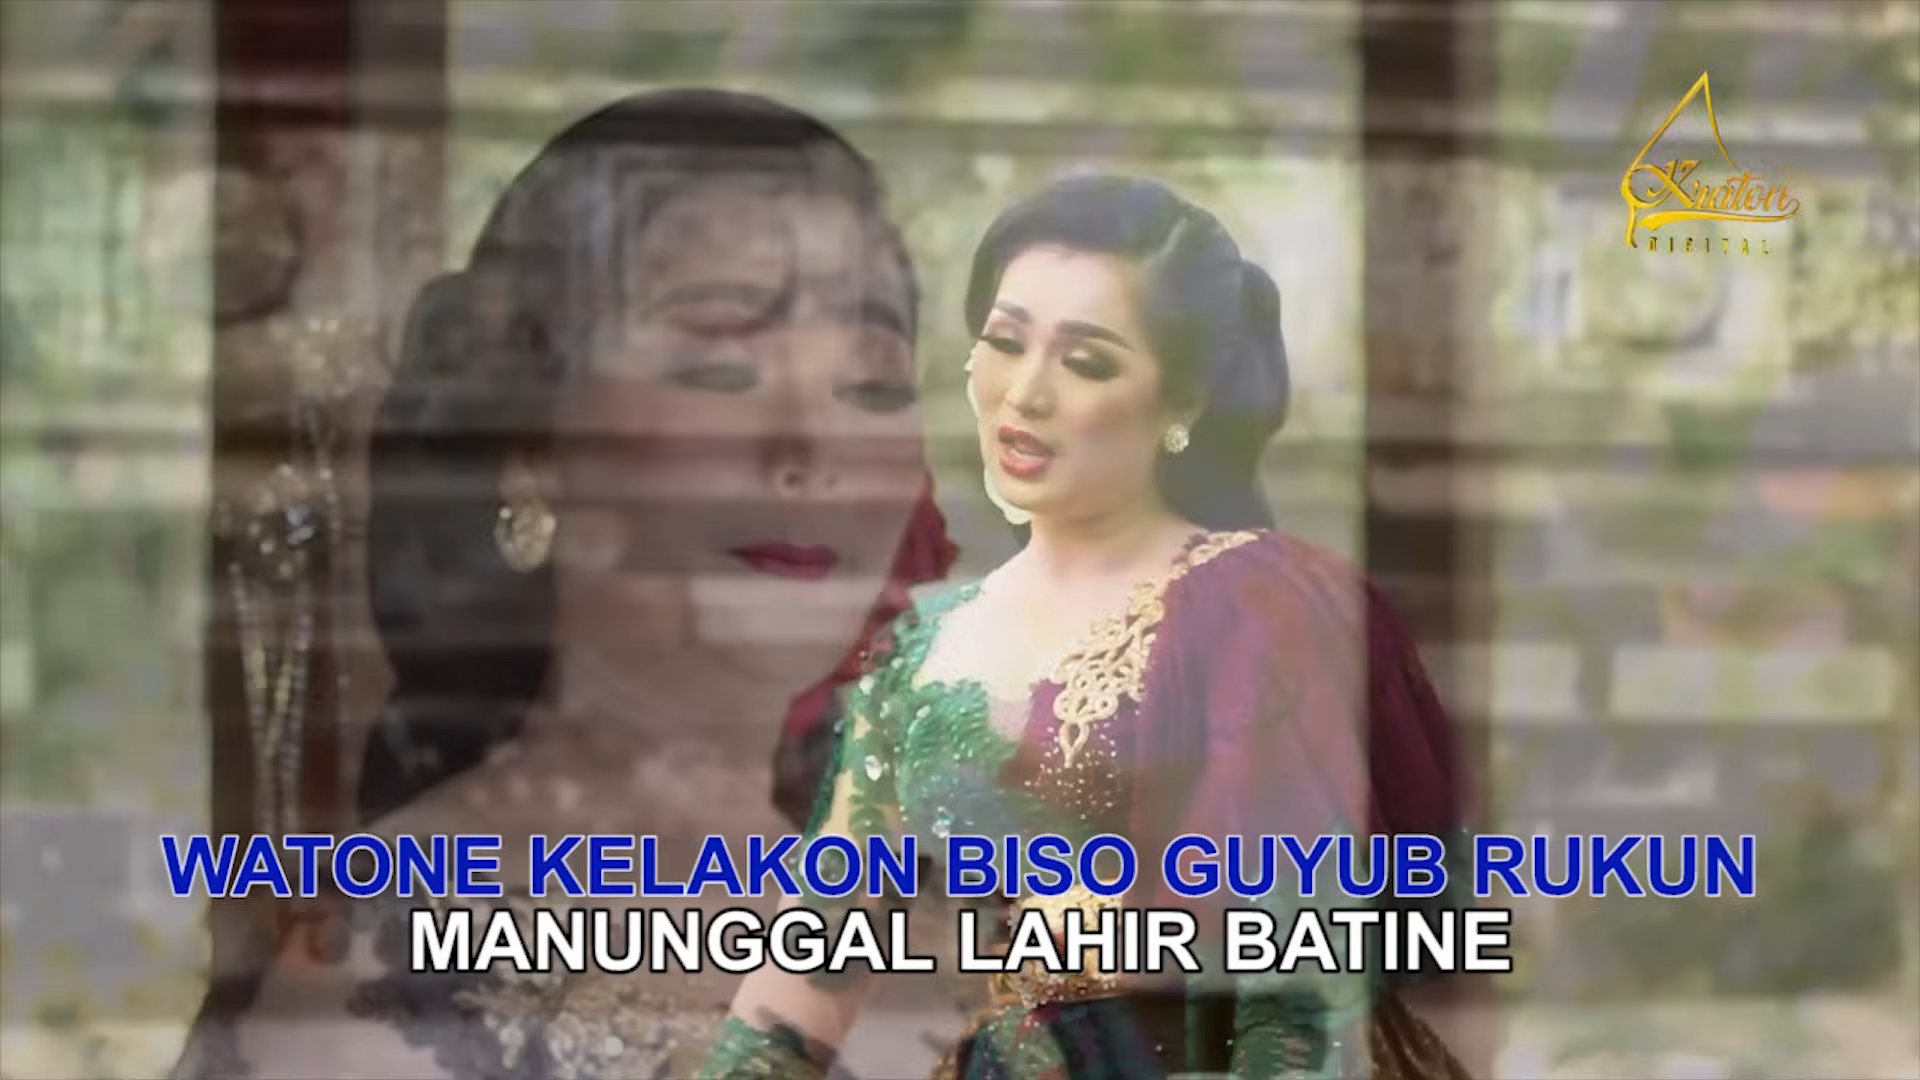 Kraton
DIGITAL
WATONE KELAKON BISO GUYUB RUKUN
MANUNGGAL LAHIR BATINE